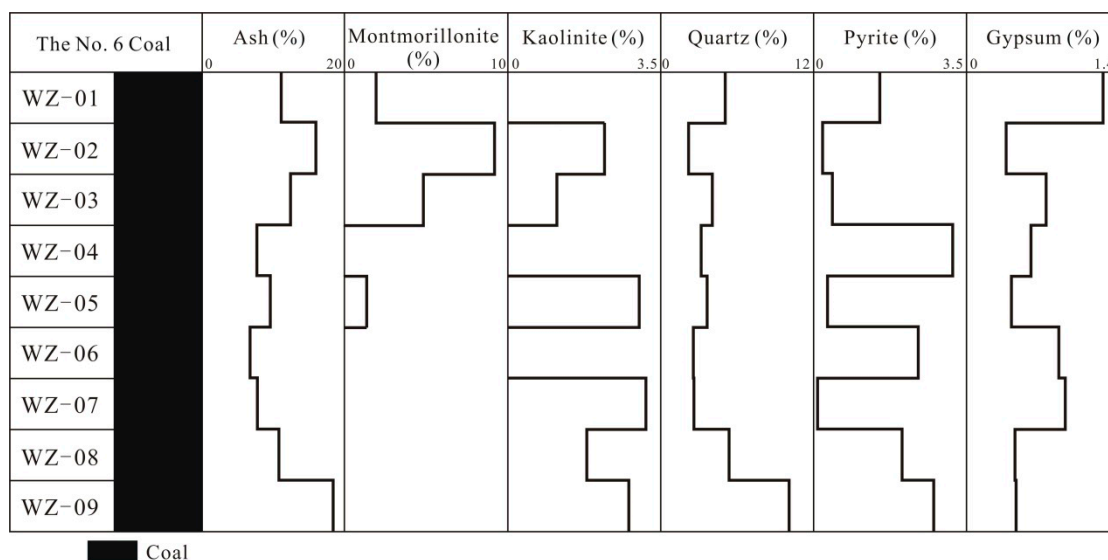 The No. 6 Coal
Ash (%)
0 20
Montmorillonite
(%)
0 10
Kaolinite (%)
0 3.5
Quartz (%)
0 12
Pyrite (%)
0 3.5
Gypsum (%)
0 1.4
WZ-01
WZ-02
WZ-03
WZ-04
WZ-05
WZ-06
WZ-07
WZ-08
WZ-09
Coal